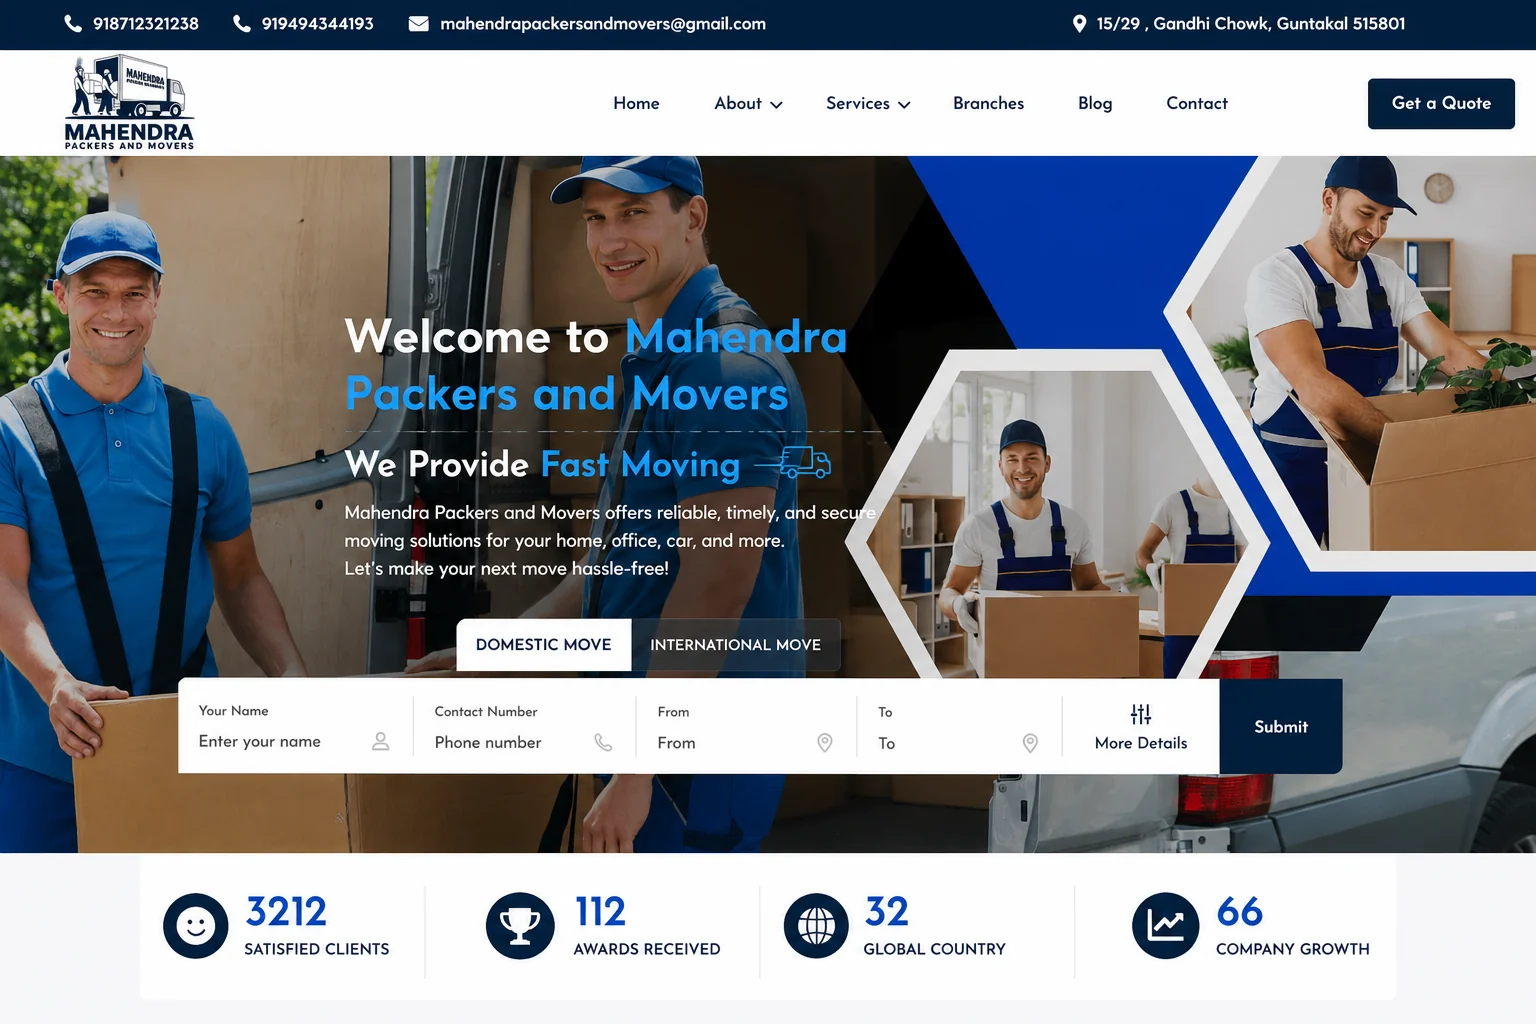 918712321238
919494344193
mahendrapackersandmovers@gmail.com
15/29 , Gandhi Chowk, Guntakal 515801
MAHENDRA
MAHENDRA
PACKERS AND MOVERS
Home
About
Services
Branches
Blog
Contact
Get a Quote
Welcome to Mahendra
Packers and Movers
We Provide Fast Moving
Mahendra Packers and Movers offers reliable, timely, and secure
moving solutions for your home, office, car, and more.
Let's make your next move hassle-free!
DOMESTIC MOVE
INTERNATIONAL MOVE
Your Name
Enter your name
Contact Number
Phone number
From
From
To
To
More Details
Submit
3212
SATISFIED CLIENTS
112
AWARDS RECEIVED
32
GLOBAL COUNTRY
66
COMPANY GROWTH